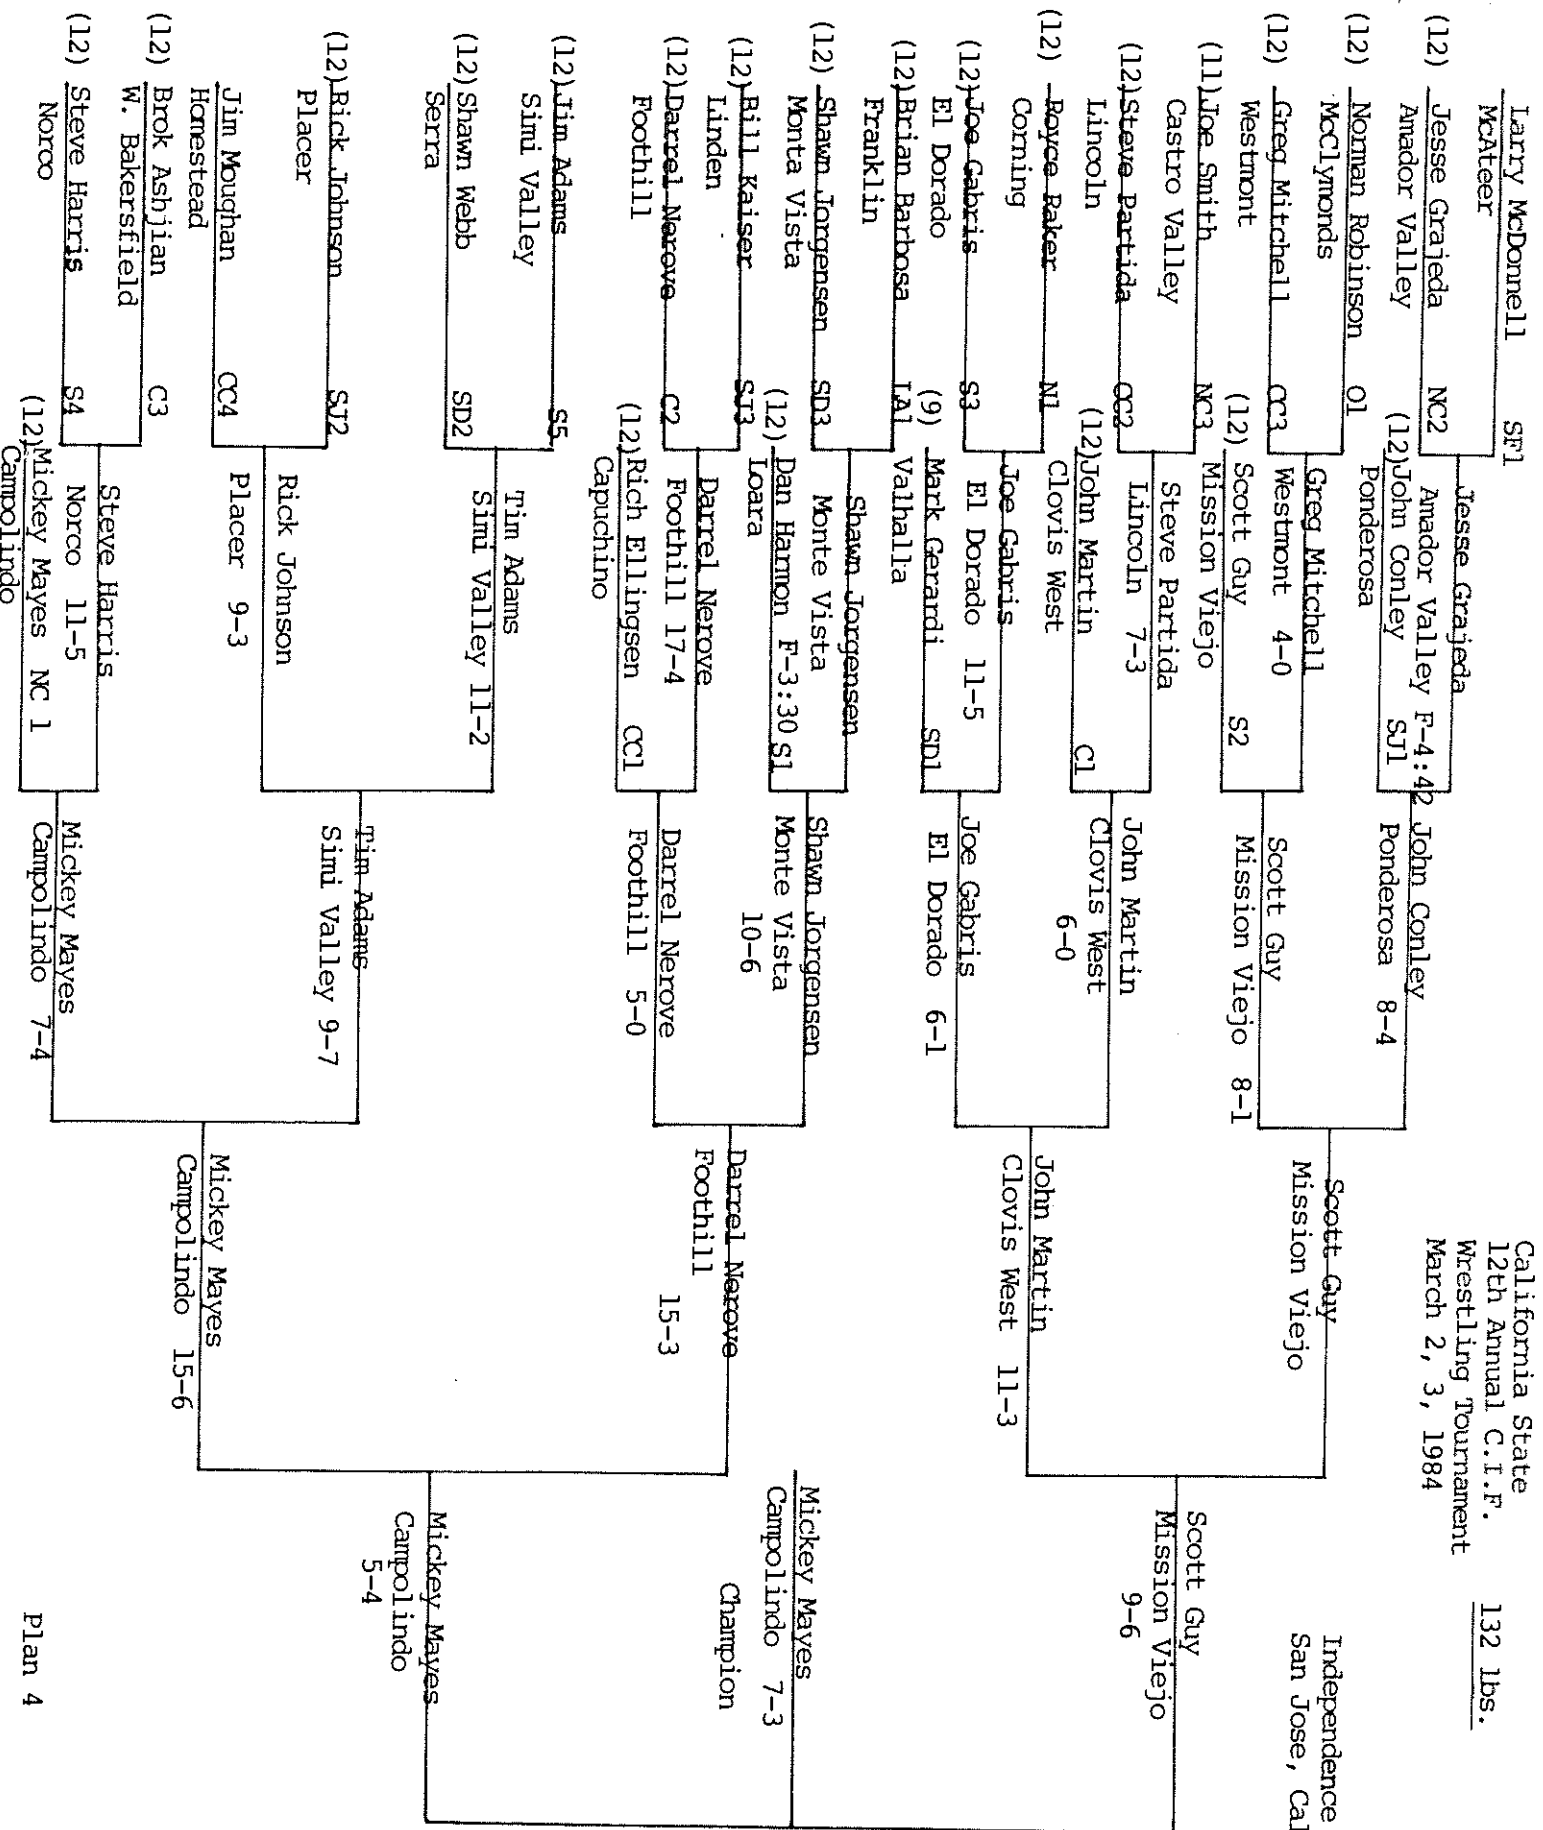 California State
12th Annual C.I.F.
Wrestling Tournament
March 2, 3, 1984
132 lbs.
Independence
San Jose, Cal
Larry McDonnell SF1
McAteer
(12) Jesse Grajeda NC2
Amador Valley
(12) Norman Robinson O1
McClymonds
(12) Greg Mitchell CC3
Westmont
(11)Joe Smith NC3
Castro Valley
(12)Steve Partida CC2
Lincoln
(12) Royce Raker N1
Corning
(12)Joe Gabris S3
El Dorado
(12)Brian Barbosa LA1
Franklin
(12) Shawn Jorgensen SD3
Monta Vista
(12)Bill Kaiser SJ3
Linden
(12)Darrel Nerove C2
Foothill
(12)Jim Adams S5
Simi Valley
(12)Shawn Webb SD2
Serra
(12)Rick Johnson SJ2
Placer
Jim Moughan CC4
Homestead
(12) Brok Ashjian C3
W. Bakersfield
(12) Steve Harris S4
Norco
Jesse Grajeda
Amador Valley F-4:42
(12)John Conley SJ1
Ponderosa
Greg Mitchell
Westmont 4-0
(12) Scott Guy S2
Mission Viejo
Steve Partida
Lincoln 7-3
(12)John Martin C1
Clovis West
Joe Gabris
El Dorado 11-5
(9) Mark Gerardi SD1
Valhalla
Shawn Jorgensen
Monte Vista
(12) Dan Harmon F-3:30 S1
Loara
Darrel Nerove
Foothill 17-4
(12)Rich Ellingsen CC1
Capuchino
Tim Adams
Simi Valley 11-2
Rick Johnson
Placer 9-3
Steve Harris
Norco 11-5
(12)Mickey Mayes NC 1
Campolindo
John Conley
Ponderosa 8-4
Scott Guy
Mission Viejo 8-1
John Martin
Clovis West
6-0
Joe Gabris
El Dorado 6-1
Shawn Jorgensen
Monte Vista
10-6
Darrel Nerove
Foothill 5-0
Tim Adams
Simi Valley 9-7
Mickey Mayes
Campolindo 7-4
Scott Guy
Mission Viejo
John Martin
Clovis West 11-3
Darrel Nerove
Foothill
15-3
Mickey Mayes
Campolindo 15-6
Scott Guy
Mission Viejo
9-6
Mickey Mayes
Campolindo 7-3
Champion
Mickey Mayes
Campolindo
5-4
Plan 4